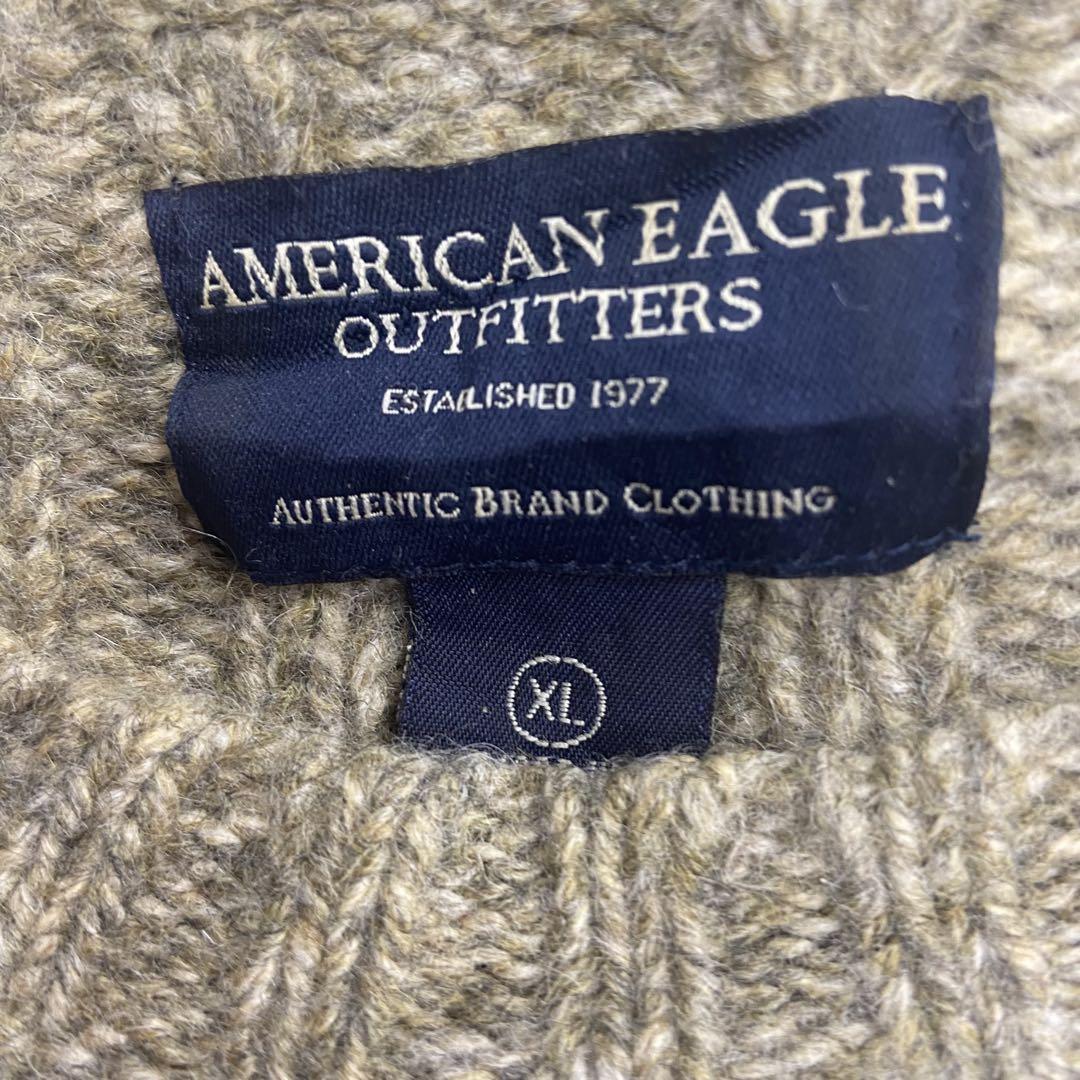 AMERICAN EAGLE
OUTFITTERS
ESTABLISHED 1977
AUTHENTIC BRAND CLOTHING
XL